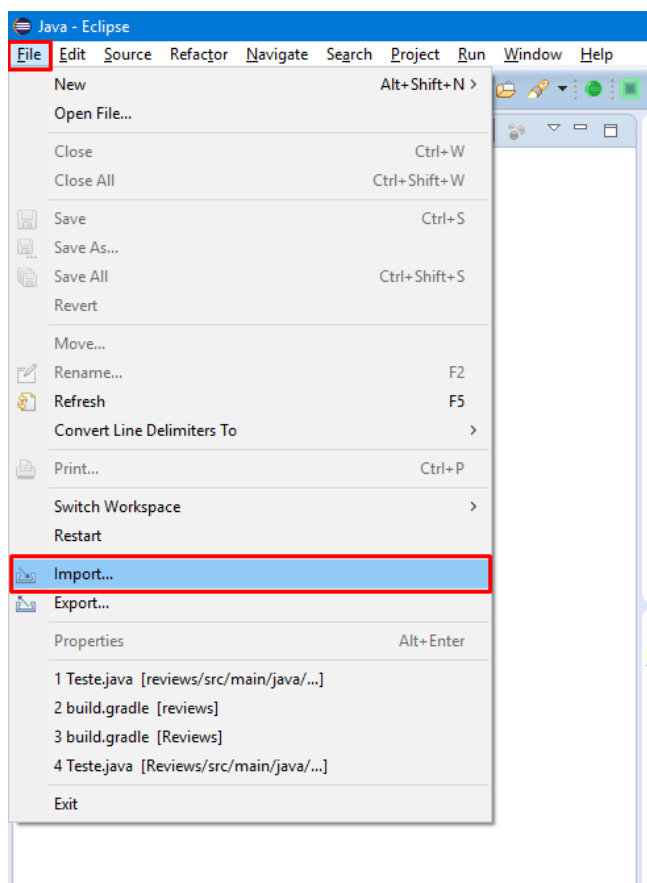 Java - Eclipse
File Edit Source Refactor Navigate Search Project Run Window Help
New Alt+Shift+N >
Open File...
Close Ctrl+W
Close All Ctrl+Shift+W
Save Ctrl+S
Save As...
Save All Ctrl+Shift+S
Revert
Move...
Rename... F2
Refresh F5
Convert Line Delimiters To >
Print... Ctrl+P
Switch Workspace >
Restart
Import...
Export...
Properties Alt+Enter
1 Teste.java [reviews/src/main/java/...]
2 build.gradle [reviews]
3 build.gradle [Reviews]
4 Teste.java [Reviews/src/main/java/...]
Exit